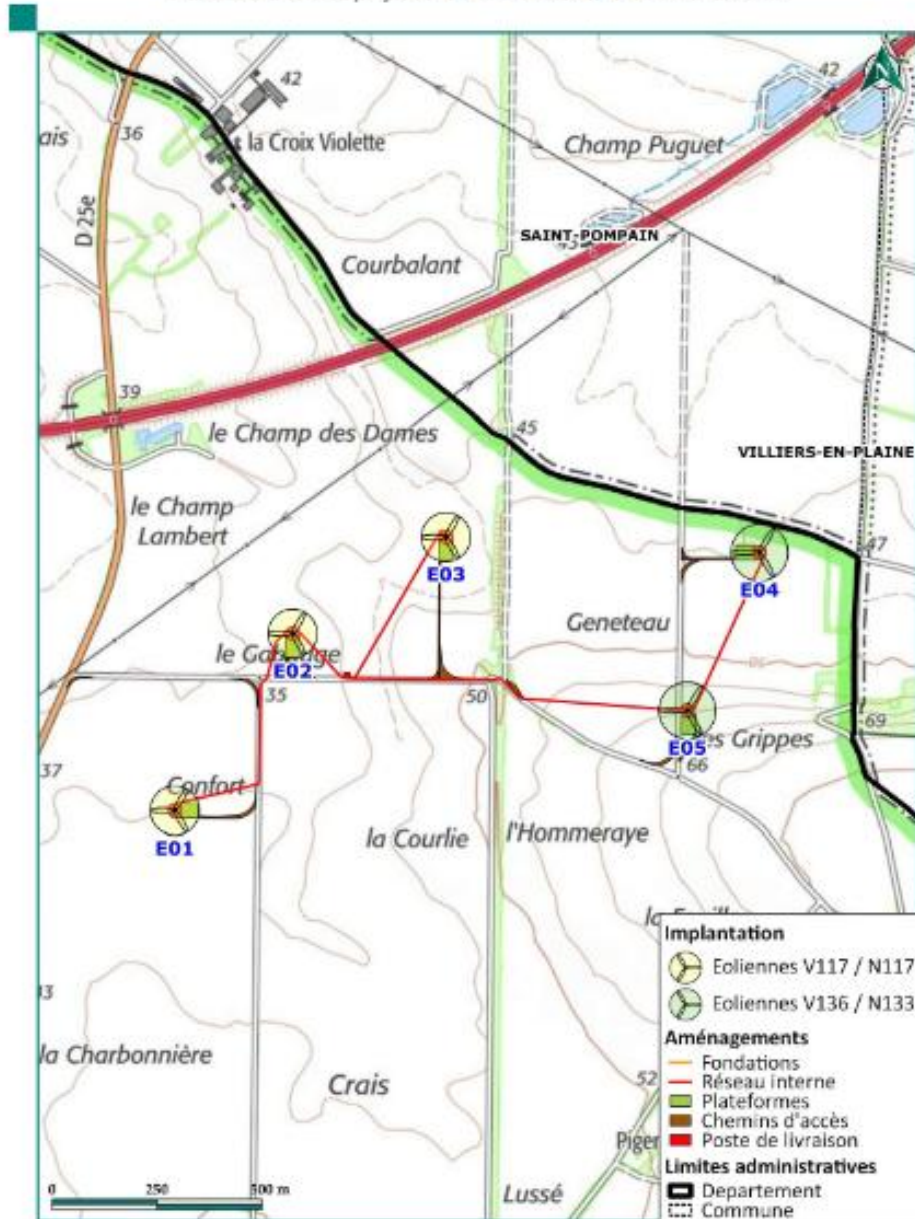 42
42
36
ais
la Croix Violette
Champ Puguet
N
D 25e
SAINT-POMPAIN
Courbalant
39
le Champ des Dames
45
VILLIERS-EN-PLAINE
le Champ
Lambert
47
E03
E04
Geneteau
E02
35
50
69
E05
es Grippes
37
66
Confort
E01
la Courlie
l'Hommeraye
la Charbonnière
Crais
52
Piger
Lussé
0 250 500 m
Implantation
Eoliennes V117 / N117
Eoliennes V136 / N133
Aménagements
Fondations
Réseau interne
Plateformes
Chemins d'accès
Poste de livraison
Limites administratives
Departement
Commune